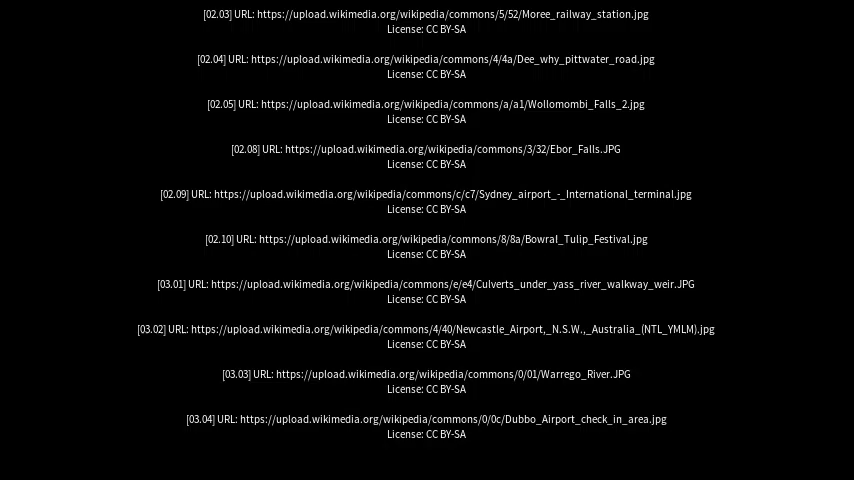 [02.03] URL: https://upload.wikimedia.org/wikipedia/commons/5/52/Moree_railway_station.jpg
License: CC BY-SA
[02.04] URL: https://upload.wikimedia.org/wikipedia/commons/4/4a/Dee_why_pittwater_road.jpg
License: CC BY-SA
[02.05] URL: https://upload.wikimedia.org/wikipedia/commons/a/a1/Wollomombi_Falls_2.jpg
License: CC BY-SA
[02.08] URL: https://upload.wikimedia.org/wikipedia/commons/3/32/Ebor_Falls.JPG
License: CC BY-SA
[02.09] URL: https://upload.wikimedia.org/wikipedia/commons/c/c7/Sydney_airport_-_International_terminal.jpg
License: CC BY-SA
[02.10] URL: https://upload.wikimedia.org/wikipedia/commons/8/8a/Bowral_Tulip_Festival.jpg
License: CC BY-SA
[03.01] URL: https://upload.wikimedia.org/wikipedia/commons/e/e4/Culverts_under_yass_river_walkway_weir.JPG
License: CC BY-SA
[03.02] URL: https://upload.wikimedia.org/wikipedia/commons/4/40/Newcastle_Airport,_N.S.W.,_Australia_(NTL_YMLM).jpg
License: CC BY-SA
[03.03] URL: https://upload.wikimedia.org/wikipedia/commons/0/01/Warrego_River.JPG
License: CC BY-SA
[03.04] URL: https://upload.wikimedia.org/wikipedia/commons/0/0c/Dubbo_Airport_check_in_area.jpg
License: CC BY-SA